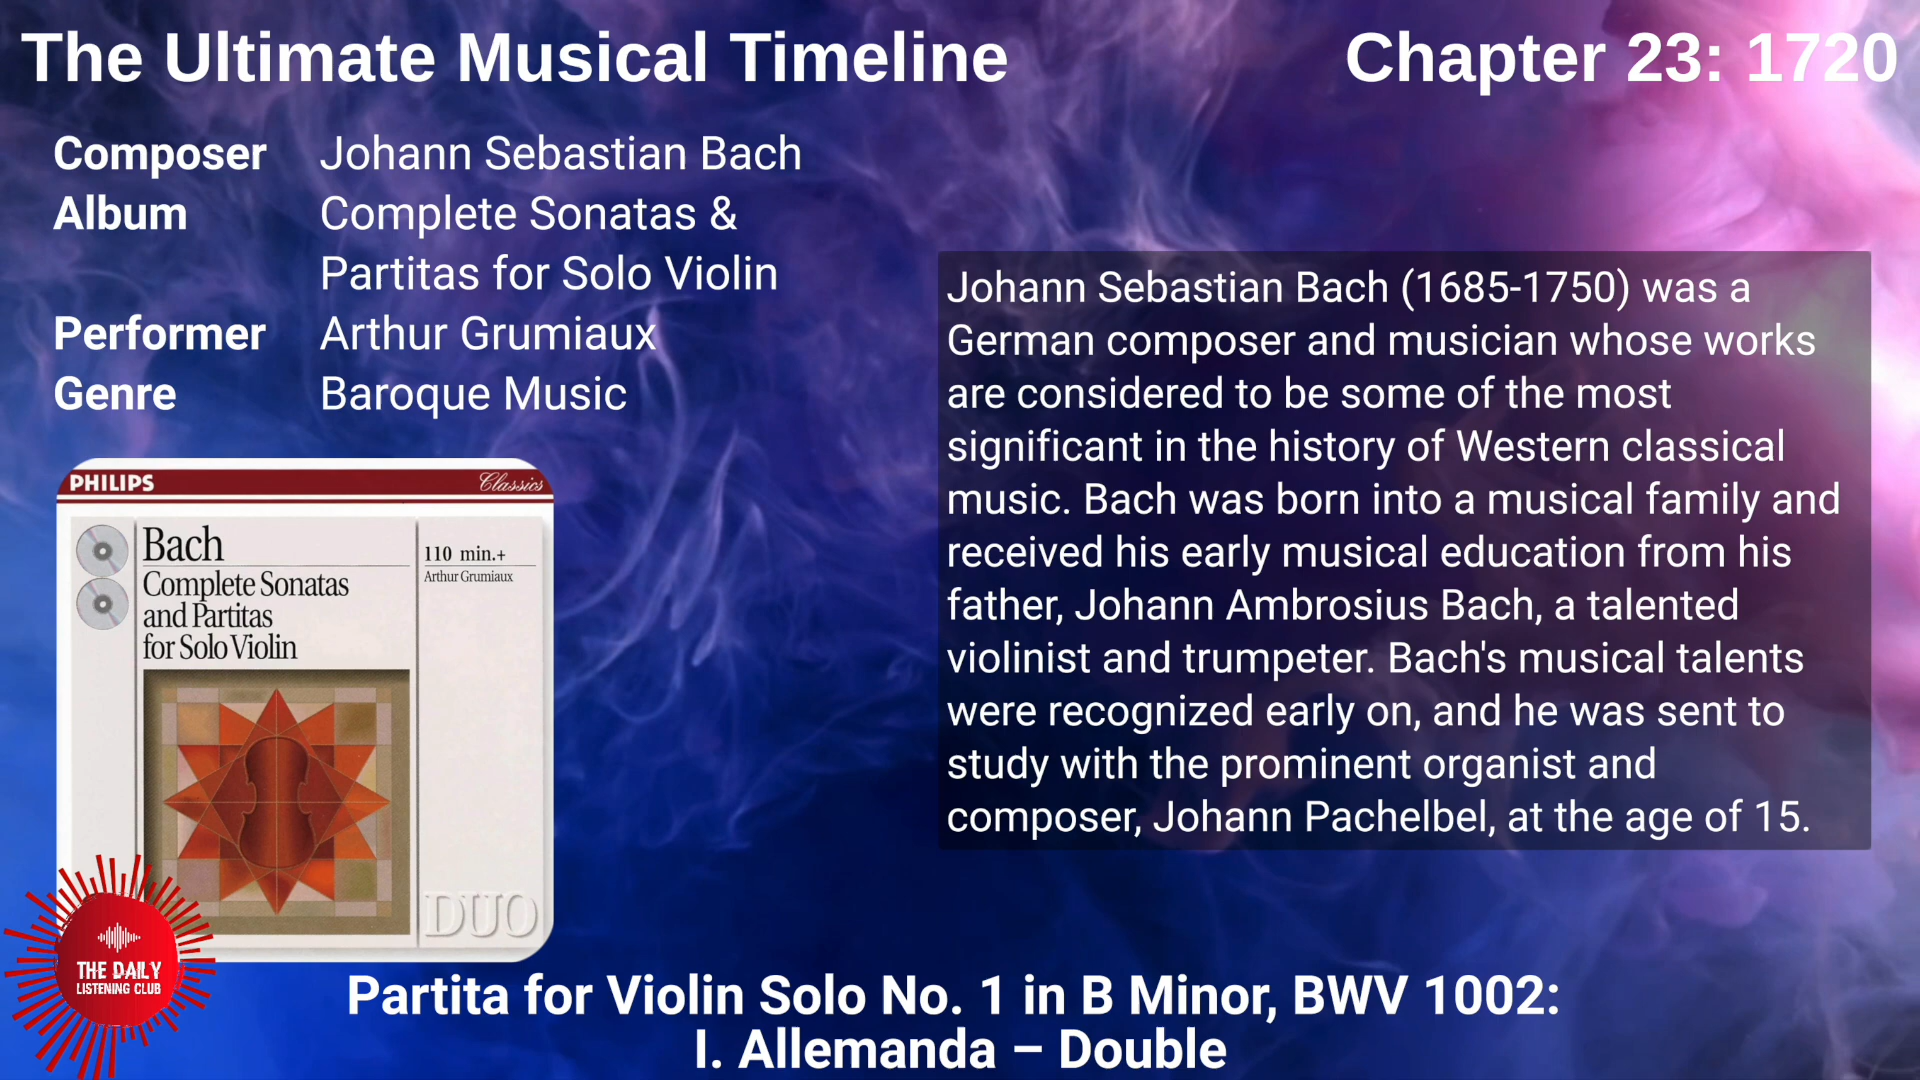 The Ultimate Musical Timeline
Chapter 23: 1720
Composer Johann Sebastian Bach
Album Complete Sonatas &
Partitas for Solo Violin
Performer Arthur Grumiaux
Genre Baroque Music
PHILIPS Classics
Bach
Complete Sonatas
and Partitas
for Solo Violin
110 min.+
Arthur Grumiaux
DUO
THE DAILY
LISTENING CLUB
Johann Sebastian Bach (1685-1750) was a
German composer and musician whose works
are considered to be some of the most
significant in the history of Western classical
music. Bach was born into a musical family and
received his early musical education from his
father, Johann Ambrosius Bach, a talented
violinist and trumpeter. Bach's musical talents
were recognized early on, and he was sent to
study with the prominent organist and
composer, Johann Pachelbel, at the age of 15.
Partita for Violin Solo No. 1 in B Minor, BWV 1002:
I. Allemanda – Double